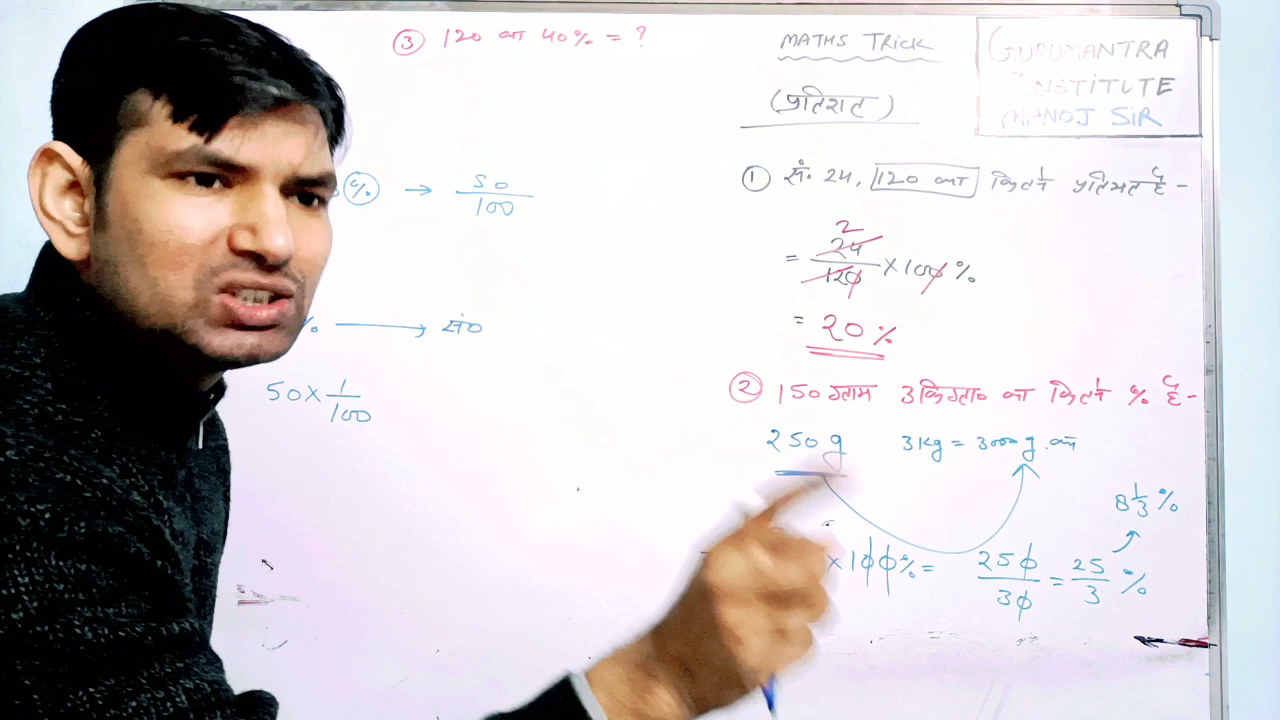 ③ 120 का 40% = ?
% → 50/100
% → सं०
50 × 1/100
MATHS TRICK
(प्रतिशत)
GURUMANTRA
INSTITUTE
MANOJ SIR
① सं. 24, 120 का कितने प्रतिशत है -
= 2 24/120 × 100 %
= 20 %
② 150 ग्राम 3 किग्रा० का कितने % है -
250 g 3 Kg = 3000 g का
8 1/3 %
× 100 % = 250/30 = 25/3 %